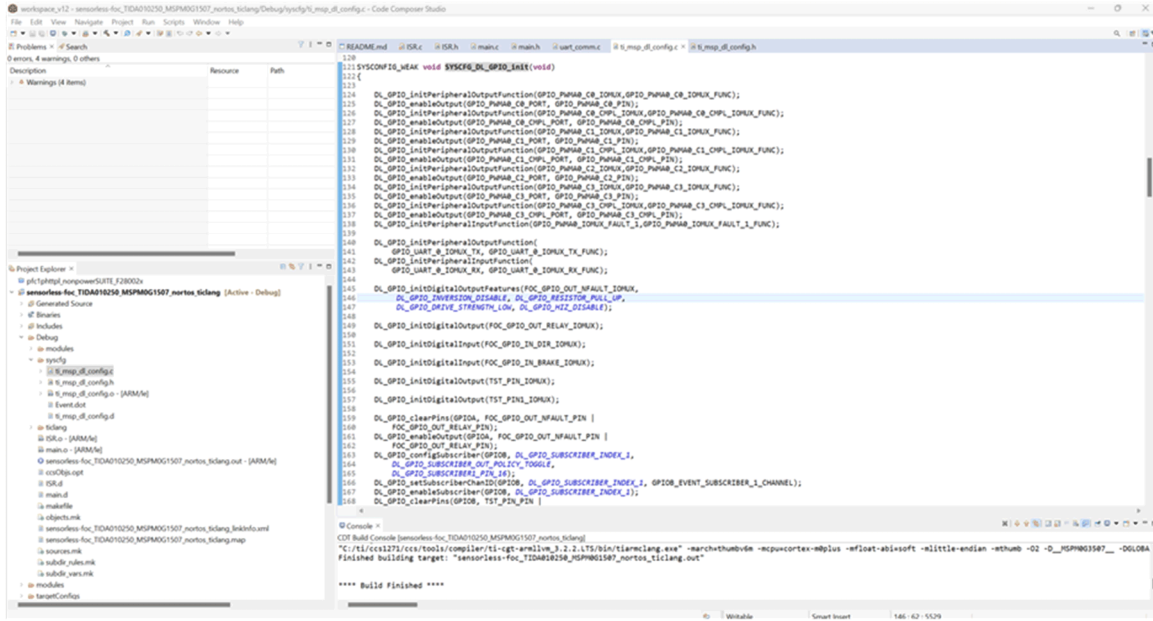 workspace_v12 - sensorless-foc_TIDA010250_MSPM0G1507_nortos_ticlang/Debug/syscfg/ti_msp_dl_config.c - Code Composer Studio
File Edit View Navigate Project Run Scripts Window Help
Problems Search
0 errors, 4 warnings, 0 others
Description Resource Path
Warnings (4 items)
Project Explorer
pfc1phttpl_nonpowerSUITE_F28002x
sensorless-foc_TIDA010250_MSPM0G1507_nortos_ticlang [Active - Debug]
Generated Source
Binaries
Includes
Debug
modules
syscfg
ti_msp_dl_config.c
ti_msp_dl_config.h
ti_msp_dl_config.o - [ARM/le]
Event.dot
ti_msp_dl_config.d
ticlang
ISR.o - [ARM/le]
main.o - [ARM/le]
sensorless-foc_TIDA010250_MSPM0G1507_nortos_ticlang.out - [ARM/le]
ccsObjs.opt
ISR.d
main.d
makefile
objects.mk
sensorless-foc_TIDA010250_MSPM0G1507_nortos_ticlang_linkInfo.xml
sensorless-foc_TIDA010250_MSPM0G1507_nortos_ticlang.map
sources.mk
subdir_rules.mk
subdir_vars.mk
modules
targetConfigs
README.md ISR.c ISR.h main.c main.h uart_comm.c ti_msp_dl_config.c ti_msp_dl_config.h
120
121 SYSCONFIG_WEAK void SYSCFG_DL_GPIO_init(void)
122 {
123
124 DL_GPIO_initPeripheralOutputFunction(GPIO_PWMA0_C0_IOMUX,GPIO_PWMA0_C0_IOMUX_FUNC);
125 DL_GPIO_enableOutput(GPIO_PWMA0_C0_PORT, GPIO_PWMA0_C0_PIN);
126 DL_GPIO_initPeripheralOutputFunction(GPIO_PWMA0_C0_CMPL_IOMUX,GPIO_PWMA0_C0_CMPL_IOMUX_FUNC);
127 DL_GPIO_enableOutput(GPIO_PWMA0_C0_CMPL_PORT, GPIO_PWMA0_C0_CMPL_PIN);
128 DL_GPIO_initPeripheralOutputFunction(GPIO_PWMA0_C1_IOMUX,GPIO_PWMA0_C1_IOMUX_FUNC);
129 DL_GPIO_enableOutput(GPIO_PWMA0_C1_PORT, GPIO_PWMA0_C1_PIN);
130 DL_GPIO_initPeripheralOutputFunction(GPIO_PWMA0_C1_CMPL_IOMUX,GPIO_PWMA0_C1_CMPL_IOMUX_FUNC);
131 DL_GPIO_enableOutput(GPIO_PWMA0_C1_CMPL_PORT, GPIO_PWMA0_C1_CMPL_PIN);
132 DL_GPIO_initPeripheralOutputFunction(GPIO_PWMA0_C2_IOMUX,GPIO_PWMA0_C2_IOMUX_FUNC);
133 DL_GPIO_enableOutput(GPIO_PWMA0_C2_PORT, GPIO_PWMA0_C2_PIN);
134 DL_GPIO_initPeripheralOutputFunction(GPIO_PWMA0_C3_IOMUX,GPIO_PWMA0_C3_IOMUX_FUNC);
135 DL_GPIO_enableOutput(GPIO_PWMA0_C3_PORT, GPIO_PWMA0_C3_PIN);
136 DL_GPIO_initPeripheralOutputFunction(GPIO_PWMA0_C3_CMPL_IOMUX,GPIO_PWMA0_C3_CMPL_IOMUX_FUNC);
137 DL_GPIO_enableOutput(GPIO_PWMA0_C3_CMPL_PORT, GPIO_PWMA0_C3_CMPL_PIN);
138 DL_GPIO_initPeripheralInputFunction(GPIO_PWMA0_IOMUX_FAULT_1,GPIO_PWMA0_IOMUX_FAULT_1_FUNC);
139
140 DL_GPIO_initPeripheralOutputFunction(
141 GPIO_UART_0_IOMUX_TX, GPIO_UART_0_IOMUX_TX_FUNC);
142 DL_GPIO_initPeripheralInputFunction(
143 GPIO_UART_0_IOMUX_RX, GPIO_UART_0_IOMUX_RX_FUNC);
144
145 DL_GPIO_initDigitalOutputFeatures(FOC_GPIO_OUT_NFAULT_IOMUX,
146 DL_GPIO_INVERSION_DISABLE, DL_GPIO_RESISTOR_PULL_UP,
147 DL_GPIO_DRIVE_STRENGTH_LOW, DL_GPIO_HIZ_DISABLE);
148
149 DL_GPIO_initDigitalOutput(FOC_GPIO_OUT_RELAY_IOMUX);
150
151 DL_GPIO_initDigitalInput(FOC_GPIO_IN_DIR_IOMUX);
152
153 DL_GPIO_initDigitalInput(FOC_GPIO_IN_BRAKE_IOMUX);
154
155 DL_GPIO_initDigitalOutput(TST_PIN_IOMUX);
156
157 DL_GPIO_initDigitalOutput(TST_PIN1_IOMUX);
158
159 DL_GPIO_clearPins(GPIOA, FOC_GPIO_OUT_NFAULT_PIN |
160 FOC_GPIO_OUT_RELAY_PIN);
161 DL_GPIO_enableOutput(GPIOA, FOC_GPIO_OUT_NFAULT_PIN |
162 FOC_GPIO_OUT_RELAY_PIN);
163 DL_GPIO_configSubscriber(GPIOB, DL_GPIO_SUBSCRIBER_INDEX_1,
164 DL_GPIO_SUBSCRIBER_OUT_POLICY_TOGGLE,
165 DL_GPIO_SUBSCRIBER1_PIN_16);
166 DL_GPIO_setSubscriberChanID(GPIOB, DL_GPIO_SUBSCRIBER_INDEX_1, GPIOB_EVENT_SUBSCRIBER_1_CHANNEL);
167 DL_GPIO_enableSubscriber(GPIOB, DL_GPIO_SUBSCRIBER_INDEX_1);
168 DL_GPIO_clearPins(GPIOB, TST_PIN_PIN |
Console
CDT Build Console [sensorless-foc_TIDA010250_MSPM0G1507_nortos_ticlang]
"C:/ti/ccs1271/ccs/tools/compiler/ti-cgt-armllvm_3.2.2.LTS/bin/tiarmclang.exe" -march=thumbv6m -mcpu=cortex-m0plus -mfloat-abi=soft -mlittle-endian -mthumb -O2 -D__MSPM0G3507__ -DGLOBA
Finished building target: "sensorless-foc_TIDA010250_MSPM0G1507_nortos_ticlang.out"
**** Build Finished ****
Writable Smart Insert 146 : 62 : 5529